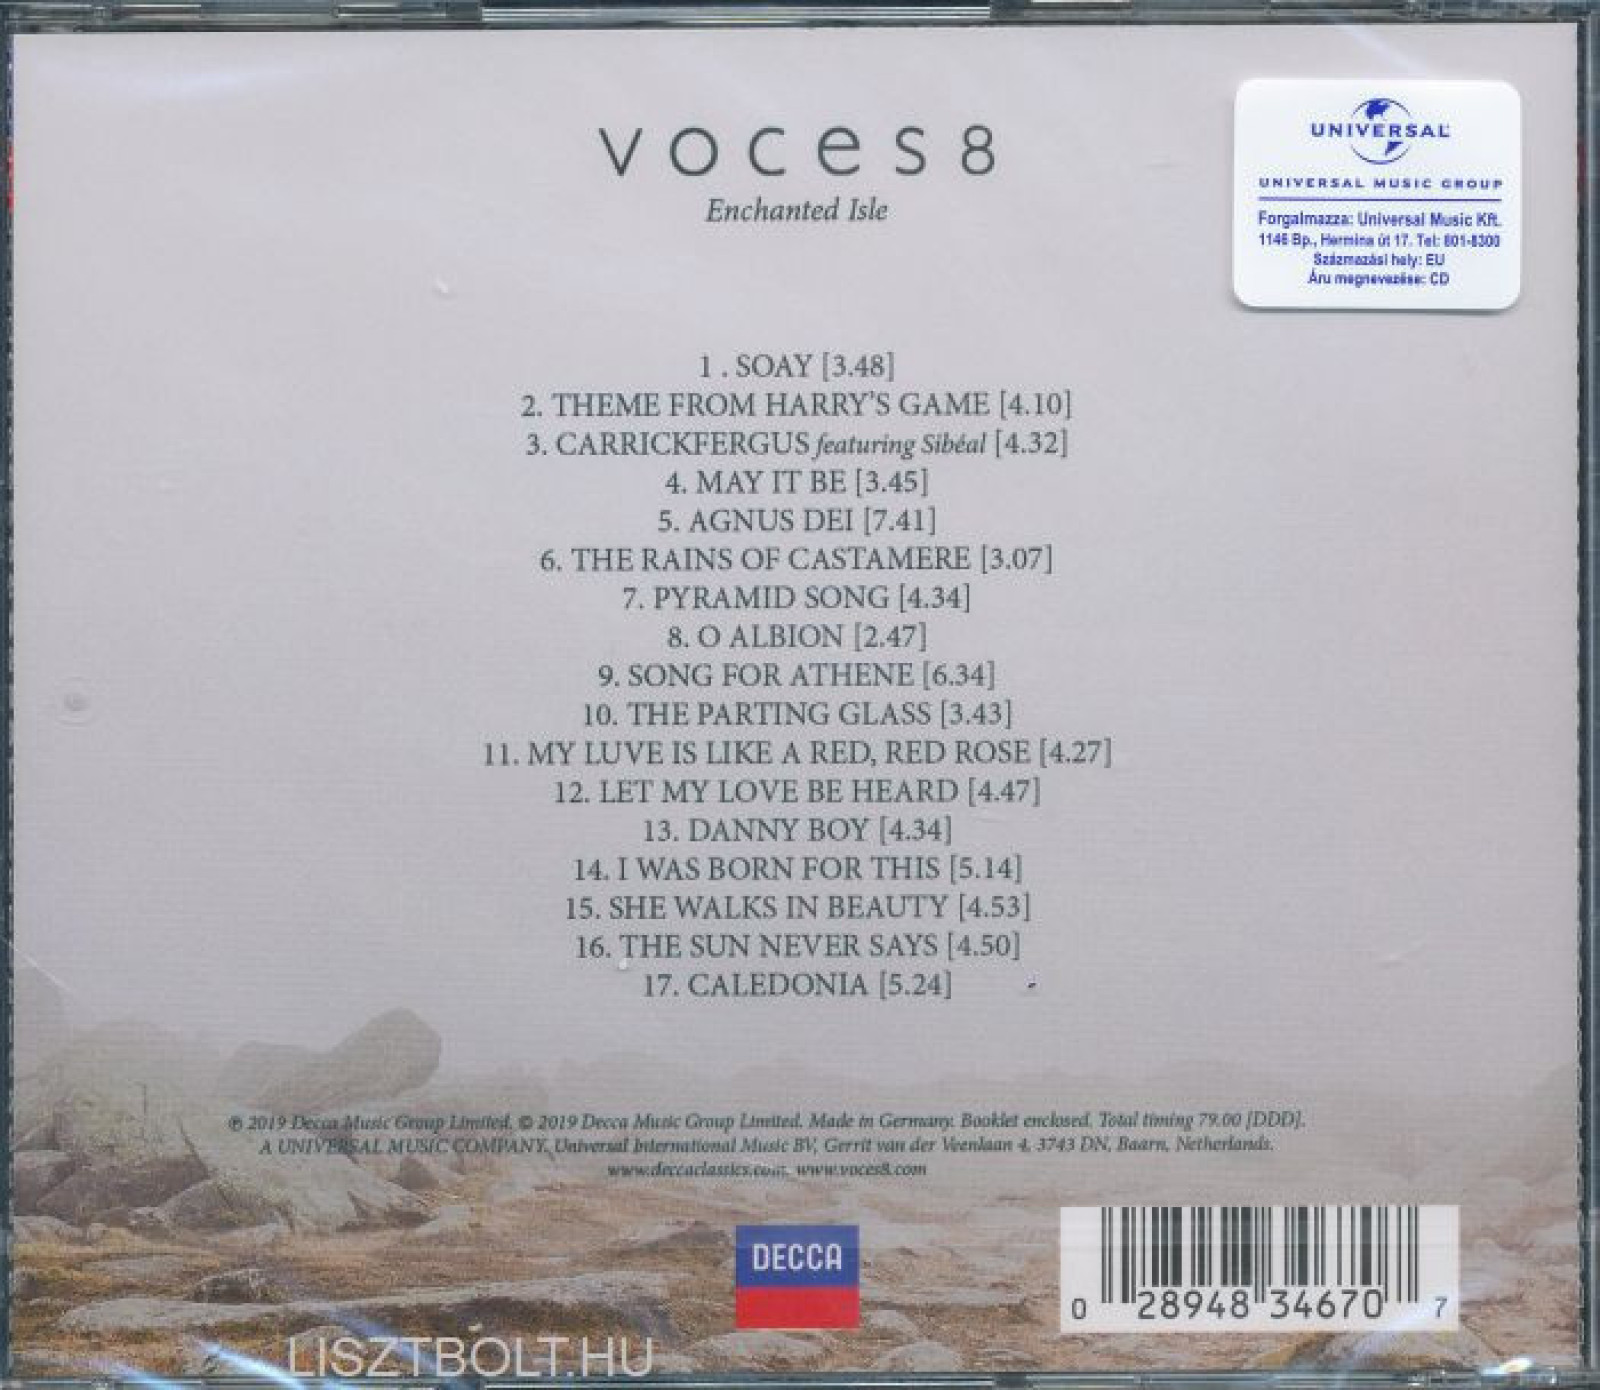 voces8
Enchanted Isle
UNIVERSAL
UNIVERSAL MUSIC GROUP
Forgalmazza: Universal Music Kft.
1146 Bp., Hermina út 17. Tel: 801-8300
Származási hely: EU
Áru megnevezése: CD
1 . SOAY [3.48]
2. THEME FROM HARRY'S GAME [4.10]
3. CARRICKFERGUS featuring Sibéal [4.32]
4. MAY IT BE [3.45]
5. AGNUS DEI [7.41]
6. THE RAINS OF CASTAMERE [3.07]
7. PYRAMID SONG [4.34]
8. O ALBION [2.47]
9. SONG FOR ATHENE [6.34]
10. THE PARTING GLASS [3.43]
11. MY LUVE IS LIKE A RED, RED ROSE [4.27]
12. LET MY LOVE BE HEARD [4.47]
13. DANNY BOY [4.34]
14. I WAS BORN FOR THIS [5.14]
15. SHE WALKS IN BEAUTY [4.53]
16. THE SUN NEVER SAYS [4.50]
17. CALEDONIA [5.24]
℗ 2019 Decca Music Group Limited. © 2019 Decca Music Group Limited. Made in Germany. Booklet enclosed. Total timing 79.00 [DDD].
A UNIVERSAL MUSIC COMPANY. Universal International Music BV, Gerrit van der Veenlaan 4, 3743 DN, Baarn, Netherlands.
www.deccaclassics.com. www.voces8.com
DECCA
0 28948 34670 7
LISZTBOLT.HU